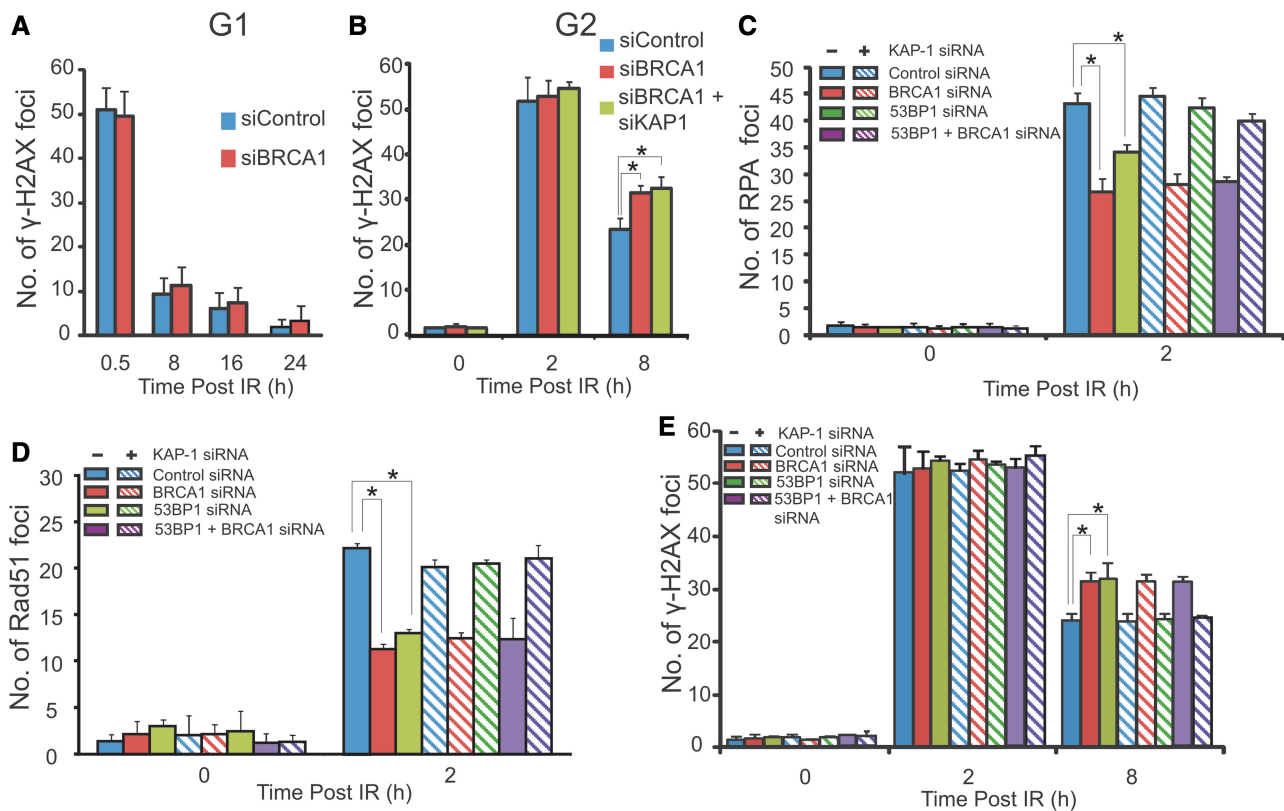 A
G1
No. of γ-H2AX foci
60
50
40
30
20
10
0
siControl
siBRCA1
0.5 8 16 24
Time Post IR (h)
B
G2
No. of γ-H2AX foci
60
50
40
30
20
10
0
siControl
siBRCA1
siBRCA1 +
siKAP1
* *
0 2 8
Time Post IR (h)
C
No. of RPA foci
50
45
40
35
30
25
20
15
10
5
0
− + KAP-1 siRNA
Control siRNA
BRCA1 siRNA
53BP1 siRNA
53BP1 + BRCA1 siRNA
* *
0 2
Time Post IR (h)
D
No. of Rad51 foci
30
25
20
15
10
5
0
− + KAP-1 siRNA
Control siRNA
BRCA1 siRNA
53BP1 siRNA
53BP1 + BRCA1 siRNA
* *
0 2
Time Post IR (h)
E
No. of γ-H2AX foci
60
50
40
30
20
10
0
− + KAP-1 siRNA
Control siRNA
BRCA1 siRNA
53BP1 siRNA
53BP1 + BRCA1
siRNA
* *
0 2 8
Time Post IR (h)